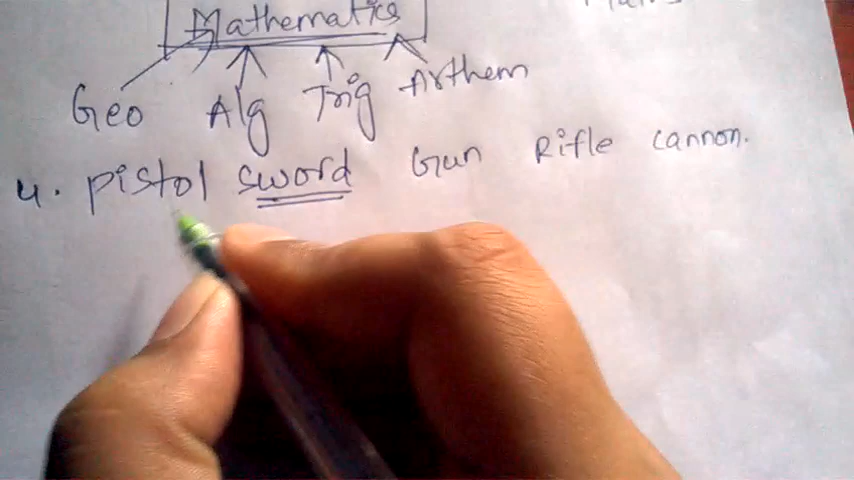 Mathematics
Geo Alg Trig Arthem
4. pistol sword Gun Rifle cannon.